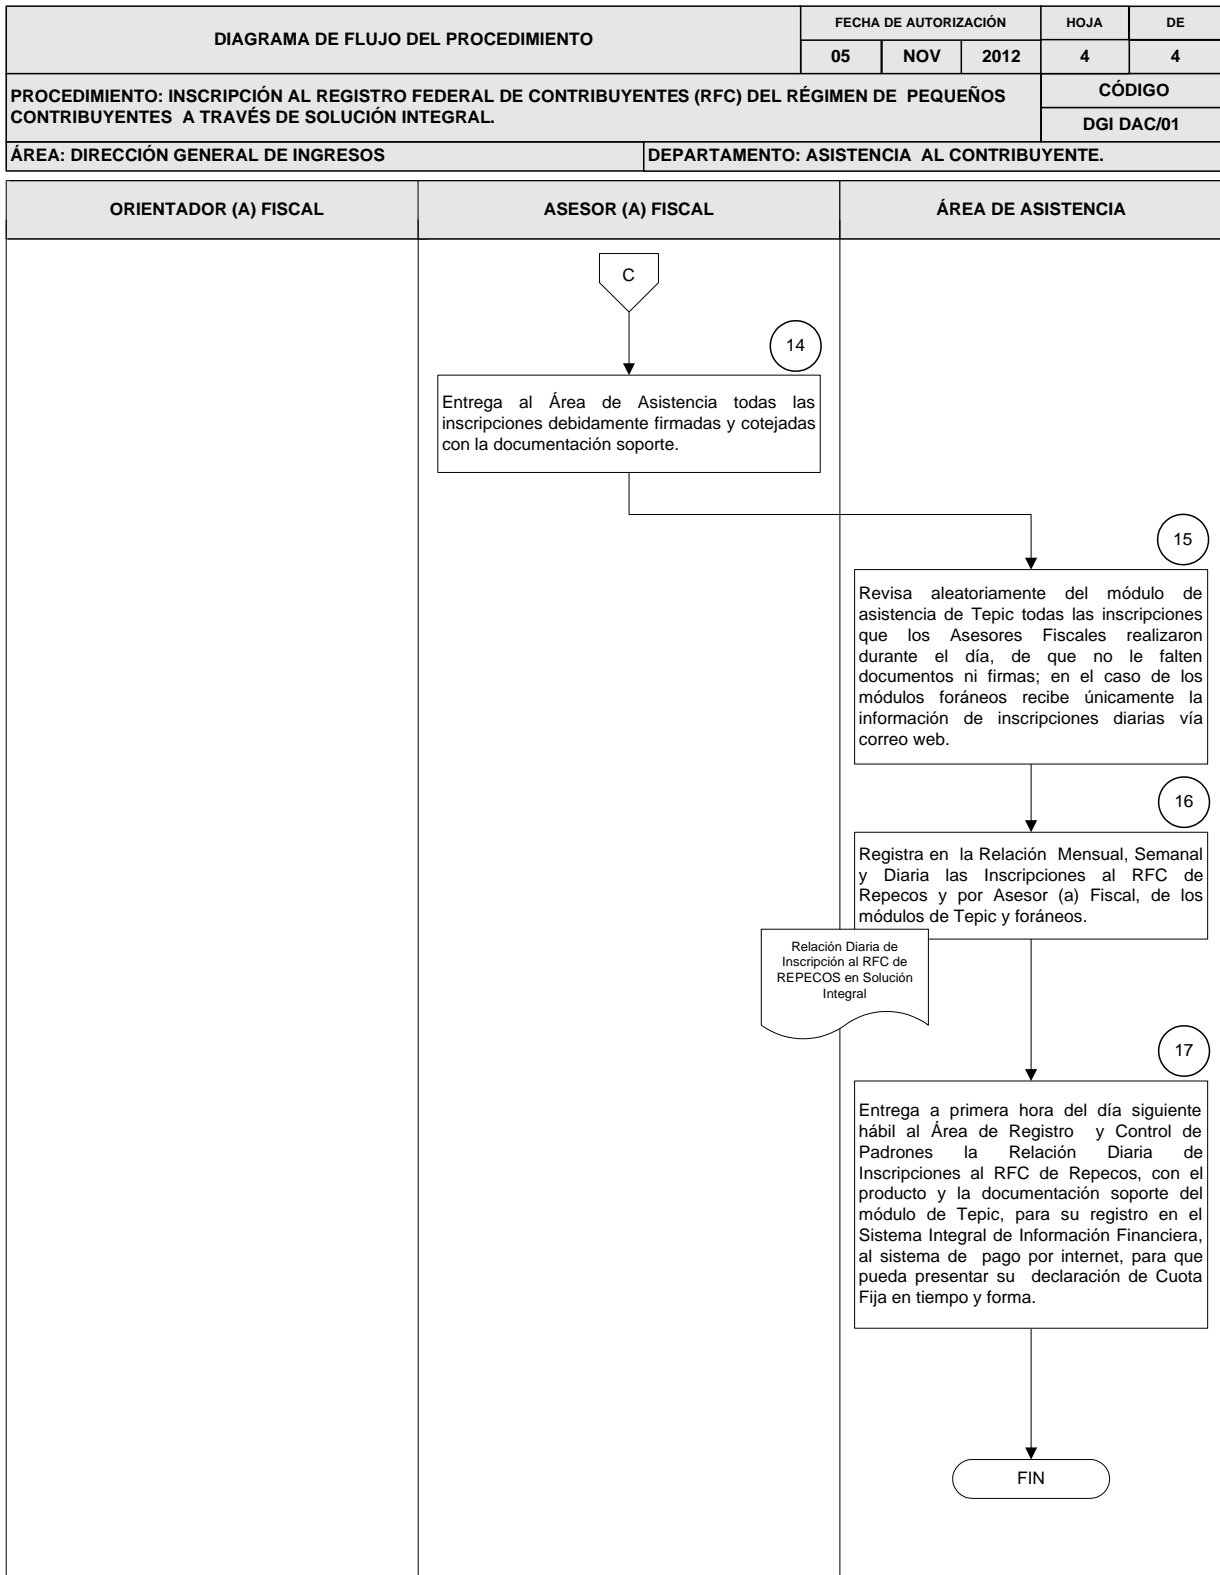 DIAGRAMA DE FLUJO DEL PROCEDIMIENTO
FECHA DE AUTORIZACIÓN
HOJA
DE
05
NOV
2012
4
4
PROCEDIMIENTO: INSCRIPCIÓN AL REGISTRO FEDERAL DE CONTRIBUYENTES (RFC) DEL RÉGIMEN DE PEQUEÑOS
CONTRIBUYENTES A TRAVÉS DE SOLUCIÓN INTEGRAL.
CÓDIGO
DGI DAC/01
ÁREA: DIRECCIÓN GENERAL DE INGRESOS
DEPARTAMENTO: ASISTENCIA AL CONTRIBUYENTE.
ORIENTADOR (A) FISCAL
ASESOR (A) FISCAL
ÁREA DE ASISTENCIA
C
14
Entrega al Área de Asistencia todas las
inscripciones debidamente firmadas y cotejadas
con la documentación soporte.
15
Revisa aleatoriamente del módulo de
asistencia de Tepic todas las inscripciones
que los Asesores Fiscales realizaron
durante el día, de que no le falten
documentos ni firmas; en el caso de los
módulos foráneos recibe únicamente la
información de inscripciones diarias vía
correo web.
16
Registra en la Relación Mensual, Semanal
y Diaria las Inscripciones al RFC de
Repecos y por Asesor (a) Fiscal, de los
módulos de Tepic y foráneos.
Relación Diaria de
Inscripción al RFC de
REPECOS en Solución
Integral
17
Entrega a primera hora del día siguiente
hábil al Área de Registro y Control de
Padrones la Relación Diaria de
Inscripciones al RFC de Repecos, con el
producto y la documentación soporte del
módulo de Tepic, para su registro en el
Sistema Integral de Información Financiera,
al sistema de pago por internet, para que
pueda presentar su declaración de Cuota
Fija en tiempo y forma.
FIN